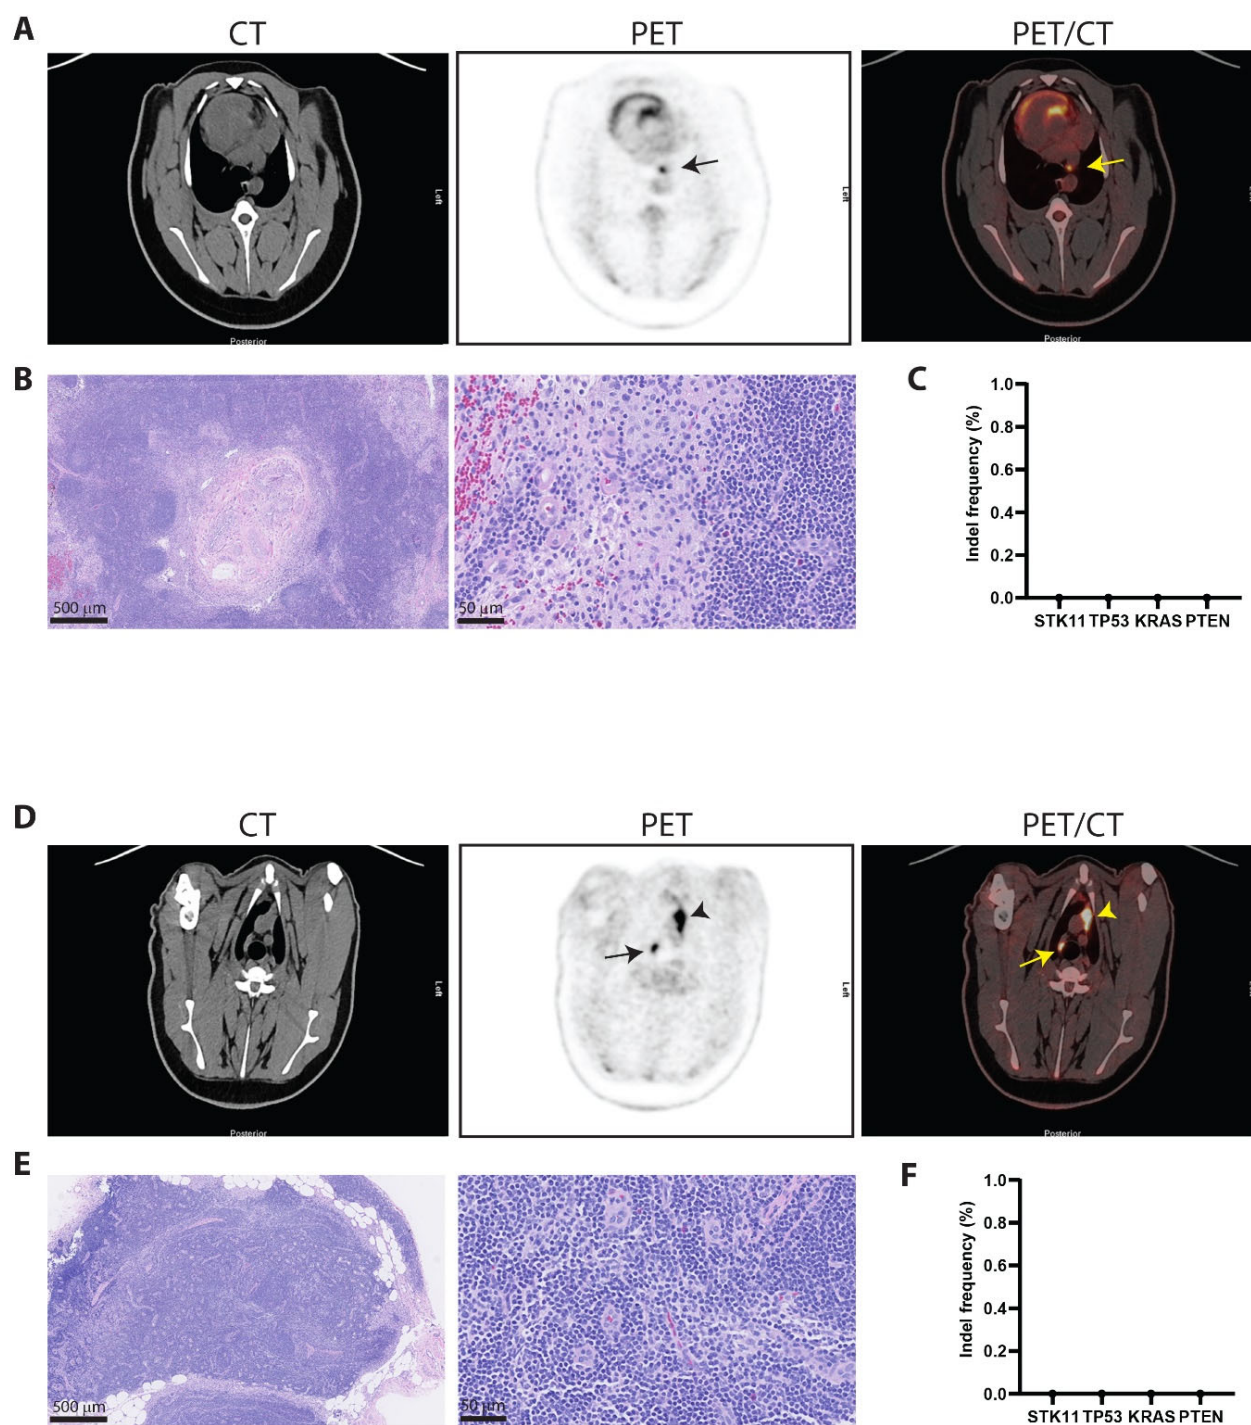 A
CT
PET
PET/CT
Left
Posterior
Left
Left
Posterior
B
500 μm
50 μm
C
Indel frequency (%)
1.0
0.8
0.6
0.4
0.2
0.0
STK11 TP53 KRAS PTEN
D
CT
PET
PET/CT
Left
Posterior
Left
Left
Posterior
E
500 μm
50 μm
F
Indel frequency (%)
1.0
0.8
0.6
0.4
0.2
0.0
STK11 TP53 KRAS PTEN